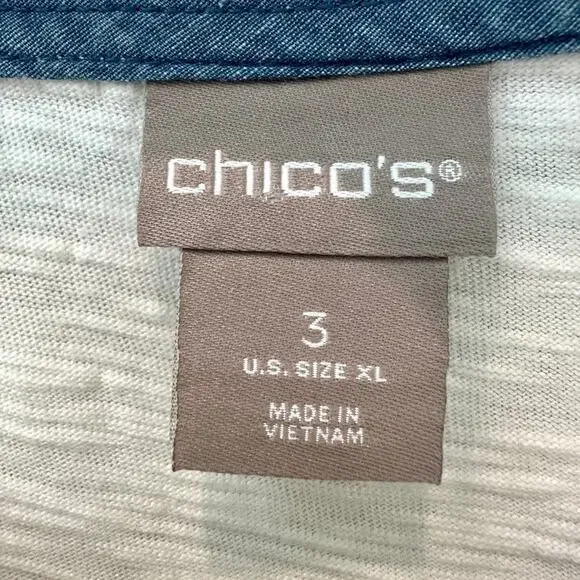 chico's®
3
U.S. SIZE XL
MADE IN
VIETNAM